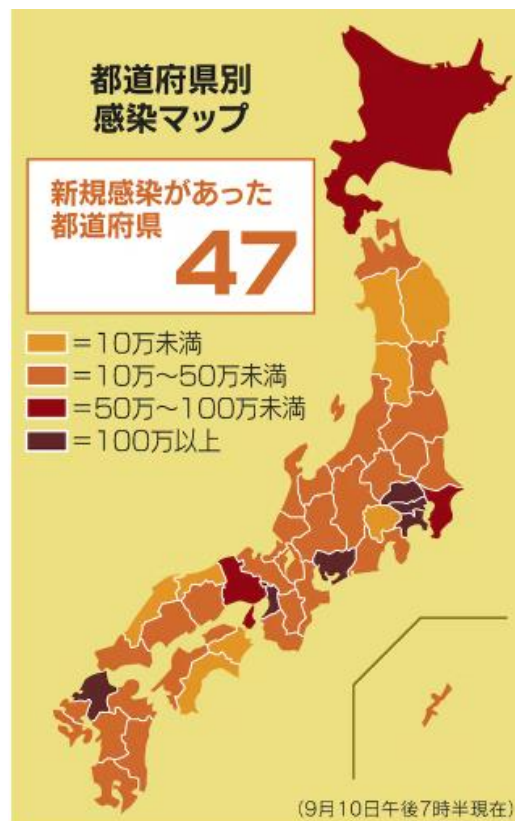 都道府県別
感染マップ
新規感染があった
都道府県
47
=10万未満
=10万〜50万未満
=50万〜100万未満
=100万以上
(9月10日午後7時半現在)